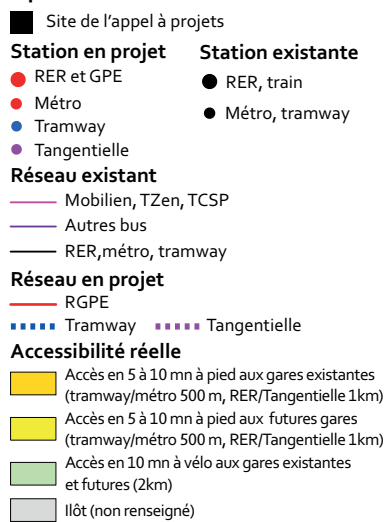 Site de l'appel à projets
Station en projet
RER et GPE
Métro
Tramway
Tangentielle
Station existante
RER, train
Métro, tramway
Réseau existant
Mobilien, TZen, TCSP
Autres bus
RER,métro, tramway
Réseau en projet
RGPE
Tramway
Tangentielle
Accessibilité réelle
Accès en 5 à 10 mn à pied aux gares existantes
(tramway/métro 500 m, RER/Tangentielle 1km)
Accès en 5 à 10 mn à pied aux futures gares
(tramway/métro 500 m, RER/Tangentielle 1km)
Accès en 10 mn à vélo aux gares existantes
et futures (2km)
Ilôt (non renseigné)